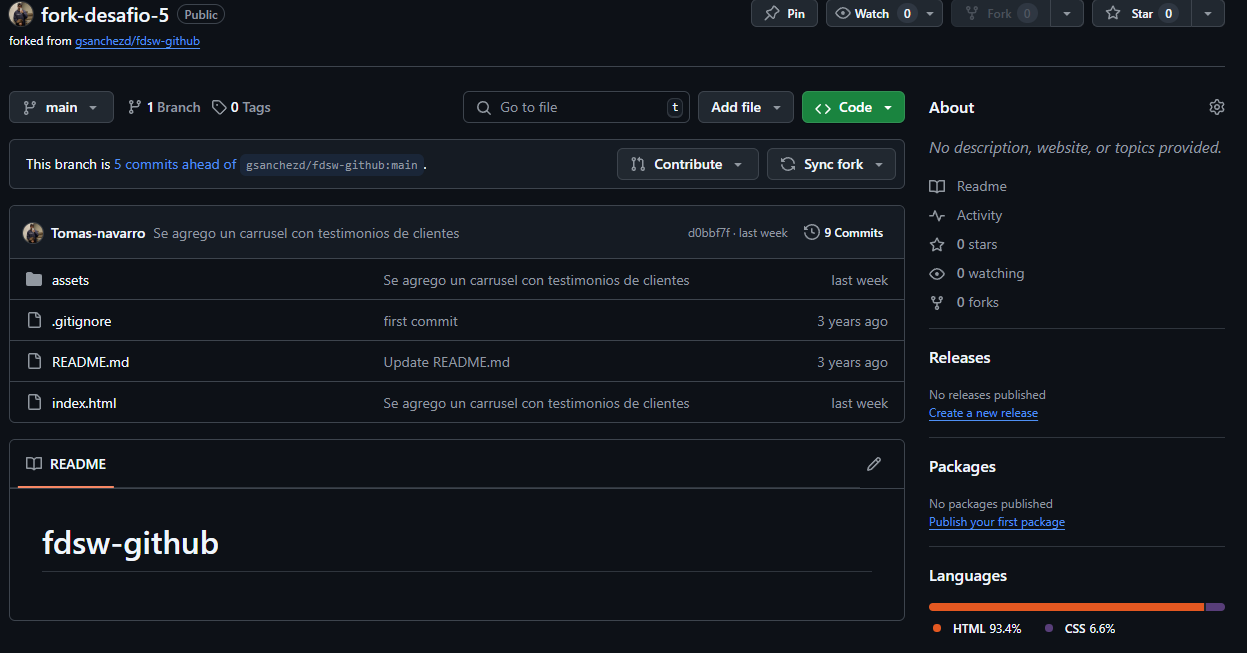 fork-desafio-5 Public Pin Watch 0 Fork 0 Star 0
forked from gsanchezd/fdsw-github
main 1 Branch 0 Tags Go to file t Add file Code
This branch is 5 commits ahead of gsanchezd/fdsw-github:main . Contribute Sync fork
Tomas-navarro Se agrego un carrusel con testimonios de clientes d0bbf7f · last week 9 Commits
assets Se agrego un carrusel con testimonios de clientes last week
.gitignore first commit 3 years ago
README.md Update README.md 3 years ago
index.html Se agrego un carrusel con testimonios de clientes last week
README
fdsw-github
About
No description, website, or topics provided.
Readme
Activity
0 stars
0 watching
0 forks
Releases
No releases published
Create a new release
Packages
No packages published
Publish your first package
Languages
HTML 93.4% CSS 6.6%